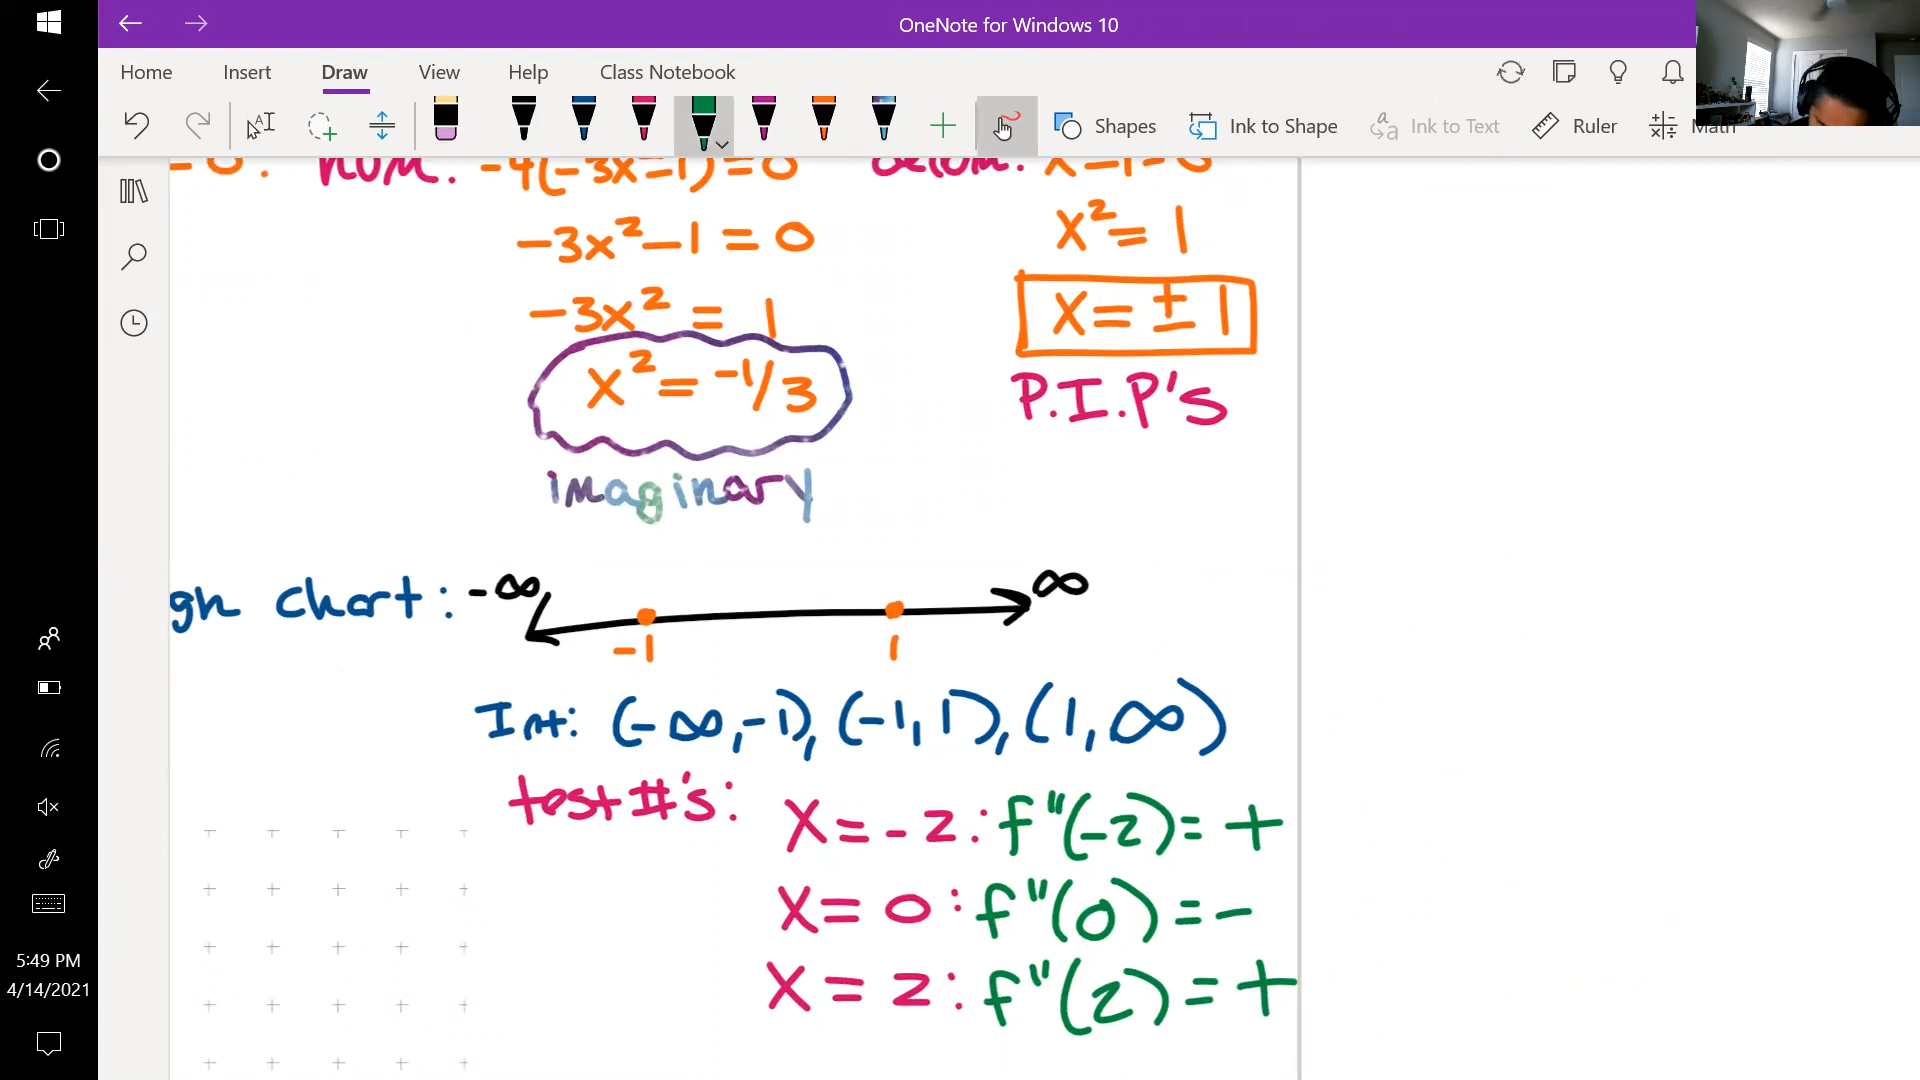 OneNote for Windows 10
Home Insert Draw View Help Class Notebook
Shapes Ink to Shape Ink to Text Ruler Math
num. -4(-3x²-1)=0
-3x²-1=0
-3x²=1
x²=-1/3
imaginary
x²=1
x=±1
P.I.P's
gn chart: -∞ ∞
-1 1
Int: (-∞,-1), (-1,1), (1,∞)
test #'s:
x=-2: f"(-2)=+
x=0: f"(0)=-
x=2: f"(2)=+
5:49 PM
4/14/2021